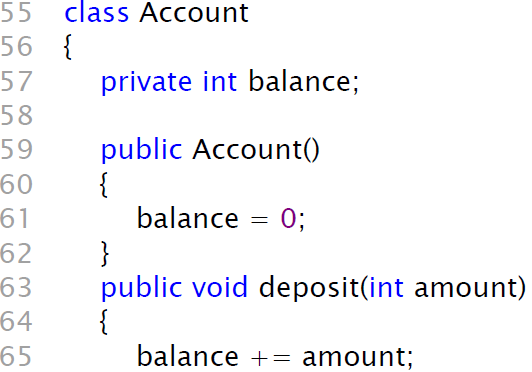 55 class Account
56 {
57 private int balance;
58
59 public Account()
60 {
61 balance = 0;
62 }
63 public void deposit(int amount)
64 {
65 balance += amount;